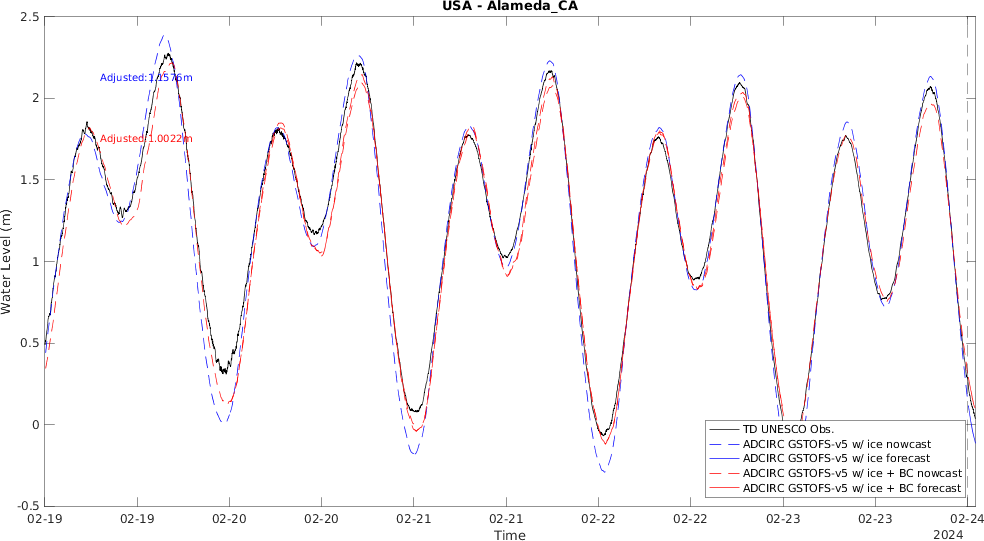 USA - Alameda_CA
2.5
2
1.5
1
0.5
0
-0.5
Water Level (m)
Adjusted:1.1576m
Adjusted:1.0022m
TD UNESCO Obs.
ADCIRC GSTOFS-v5 w/ ice nowcast
ADCIRC GSTOFS-v5 w/ ice forecast
ADCIRC GSTOFS-v5 w/ ice + BC nowcast
ADCIRC GSTOFS-v5 w/ ice + BC forecast
02-19 02-19 02-20 02-20 02-21 02-21 02-22 02-22 02-23 02-23 02-24
Time
2024